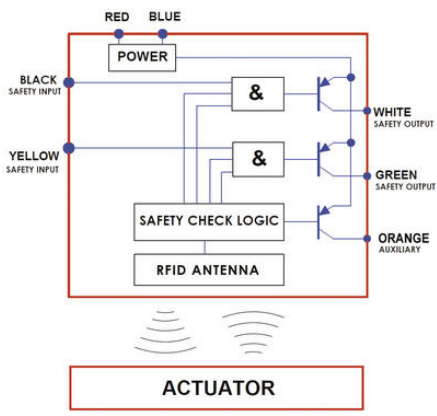 RED BLUE
POWER
BLACK
SAFETY INPUT
&
WHITE
SAFETY OUTPUT
YELLOW
SAFETY INPUT
&
GREEN
SAFETY OUTPUT
SAFETY CHECK LOGIC
ORANGE
AUXILIARY
RFID ANTENNA
ACTUATOR